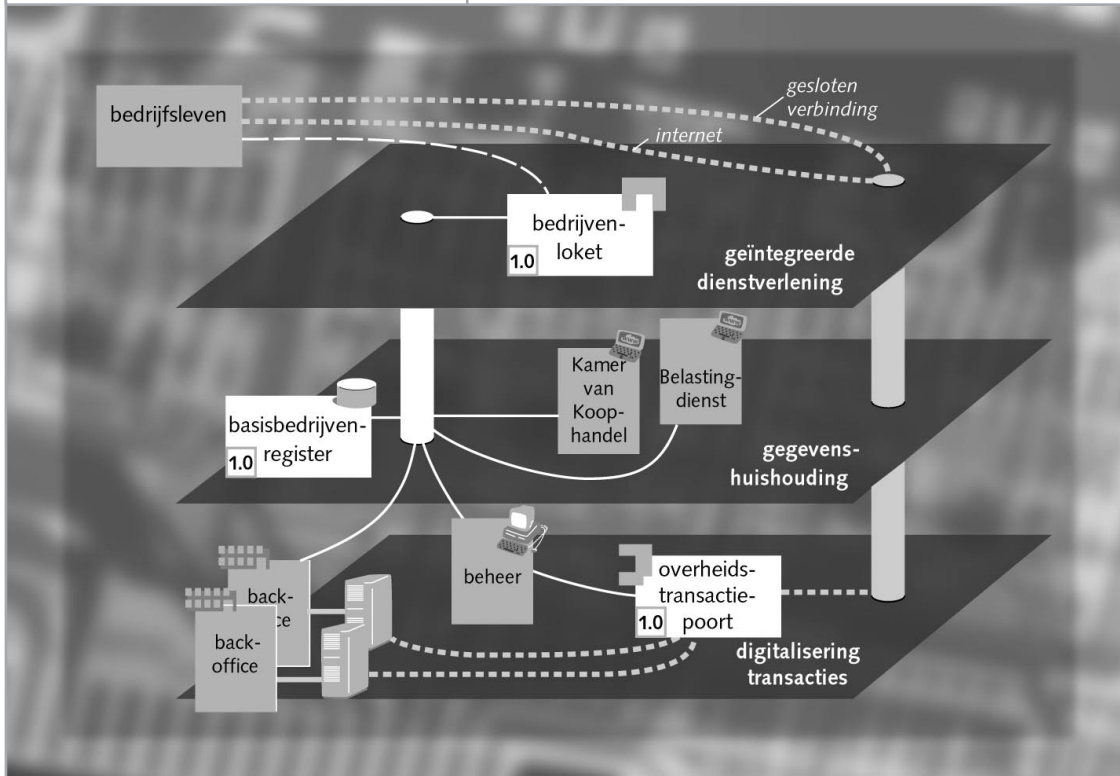 bedrijfsleven
gesloten
verbinding
internet
bedrijven-
loket
1.0
geïntegreerde
dienstverlening
Kamer
van
Koop-
handel
Belasting-
dienst
basisbedrijven-
register
1.0
gegevens-
huishouding
beheer
overheids-
transactie-
poort
1.0
back-
ce
back-
office
digitalisering
transacties